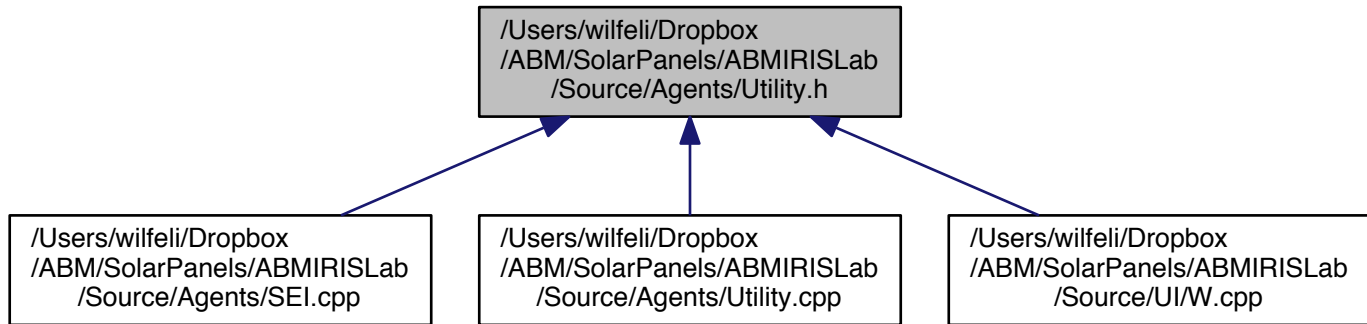 /Users/wilfeli/Dropbox
/ABM/SolarPanels/ABMIRISLab
/Source/Agents/Utility.h
/Users/wilfeli/Dropbox
/ABM/SolarPanels/ABMIRISLab
/Source/Agents/SEI.cpp
/Users/wilfeli/Dropbox
/ABM/SolarPanels/ABMIRISLab
/Source/Agents/Utility.cpp
/Users/wilfeli/Dropbox
/ABM/SolarPanels/ABMIRISLab
/Source/UI/W.cpp